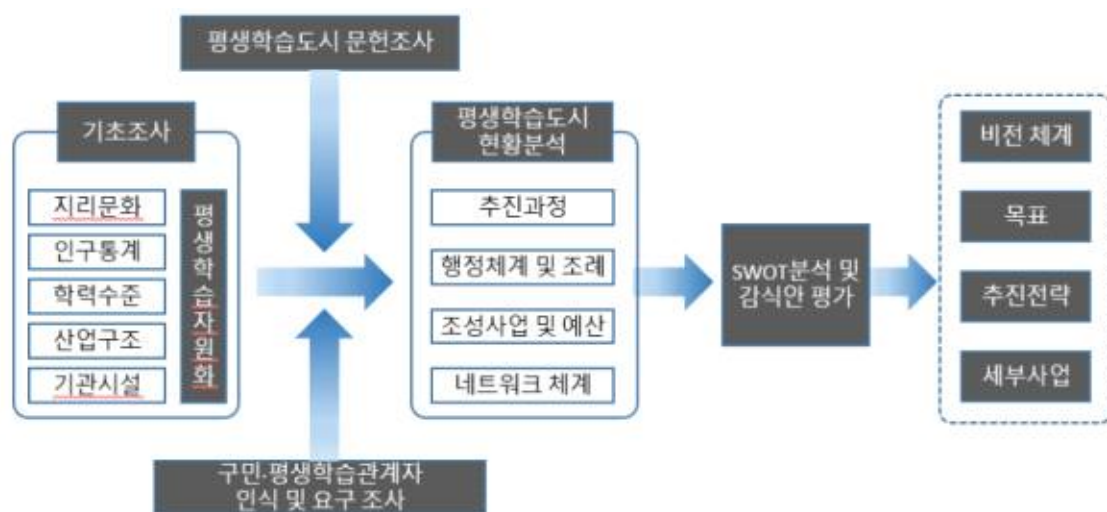 평생학습도시 문헌조사
기초조사
지리문화
인구통계
학력수준
산업구조
기관시설
평생학습자원화
구민·평생학습관계자
인식 및 요구 조사
평생학습도시
현황분석
추진과정
행정체계 및 조례
조성사업 및 예산
네트워크 체계
SWOT분석 및
감식안 평가
비전 체계
목표
추진전략
세부사업